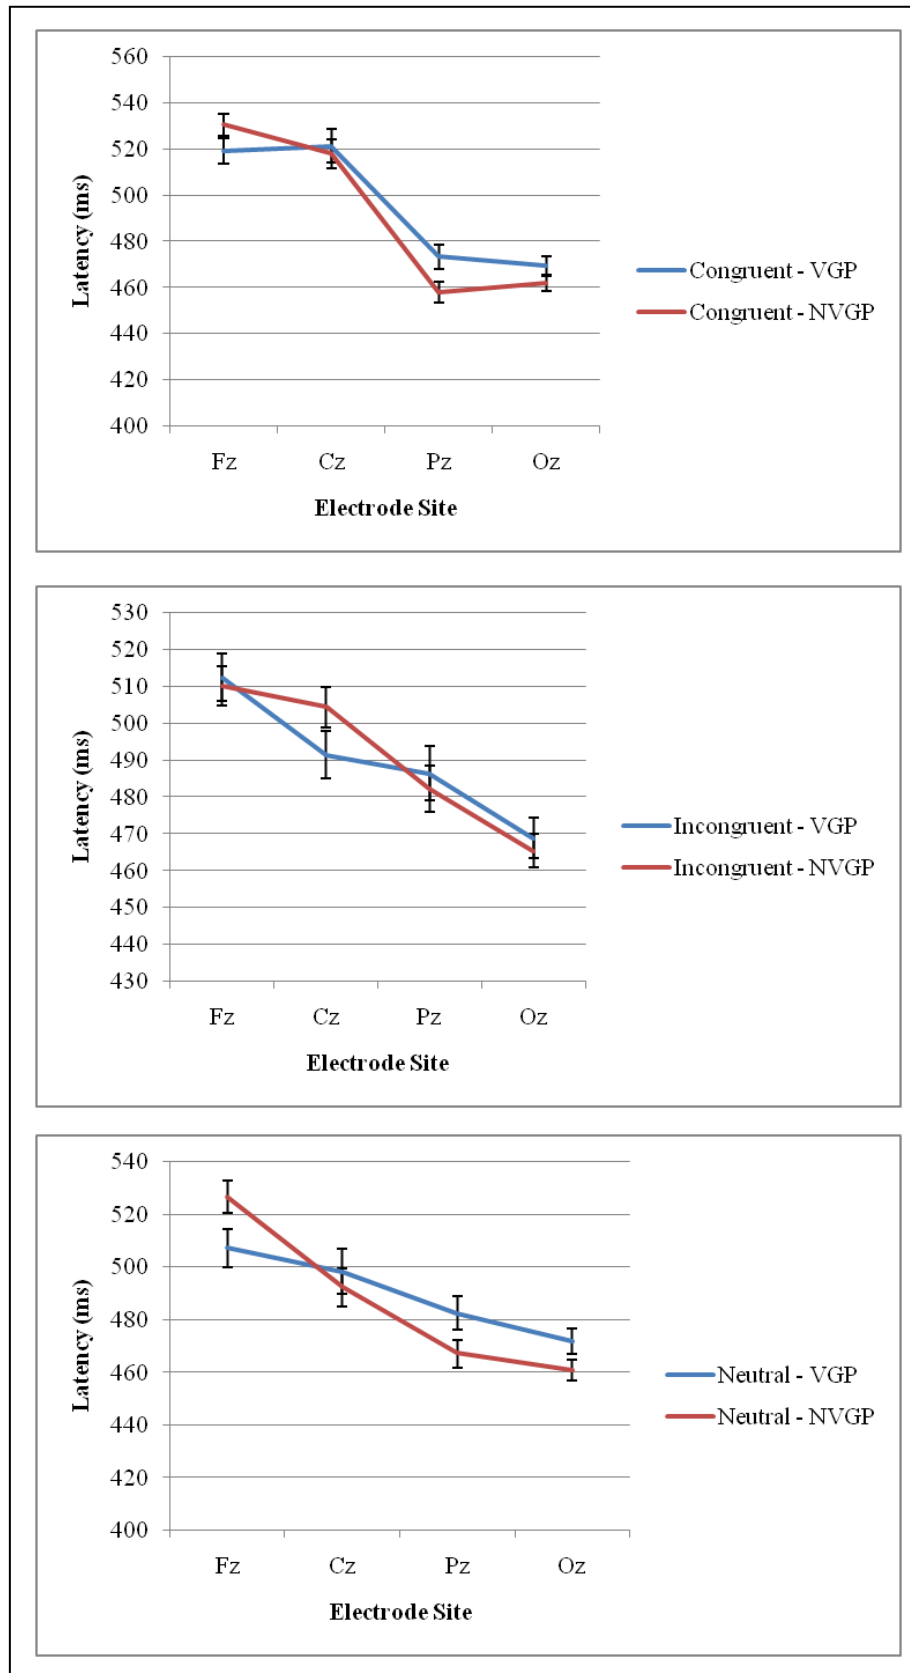 560
540
520
500
480
460
440
420
400
Latency (ms)
Fz Cz Pz Oz
Electrode Site
Congruent - VGP
Congruent - NVGP
530
520
510
500
490
480
470
460
450
440
430
Latency (ms)
Fz Cz Pz Oz
Electrode Site
Incongruent - VGP
Incongruent - NVGP
540
520
500
480
460
440
420
400
Latency (ms)
Fz Cz Pz Oz
Electrode Site
Neutral - VGP
Neutral - NVGP